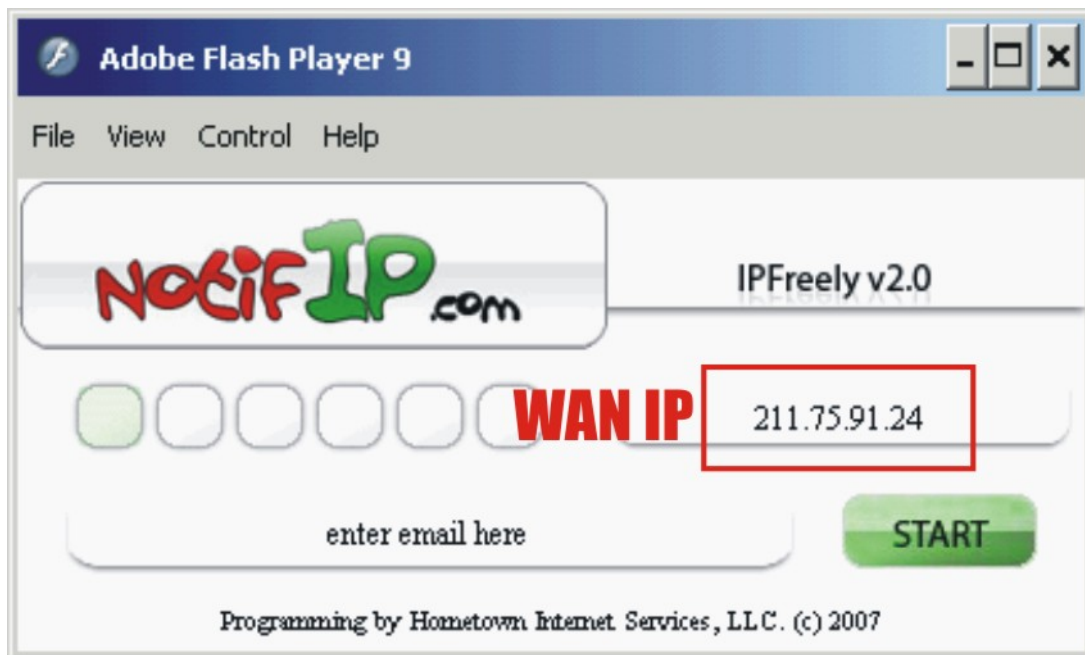 Adobe Flash Player 9
File View Control Help
NotifIP.com
IPFreely v2.0
WAN IP
211.75.91.24
enter email here
START
Programming by Hometown Internet Services, LLC. (c) 2007